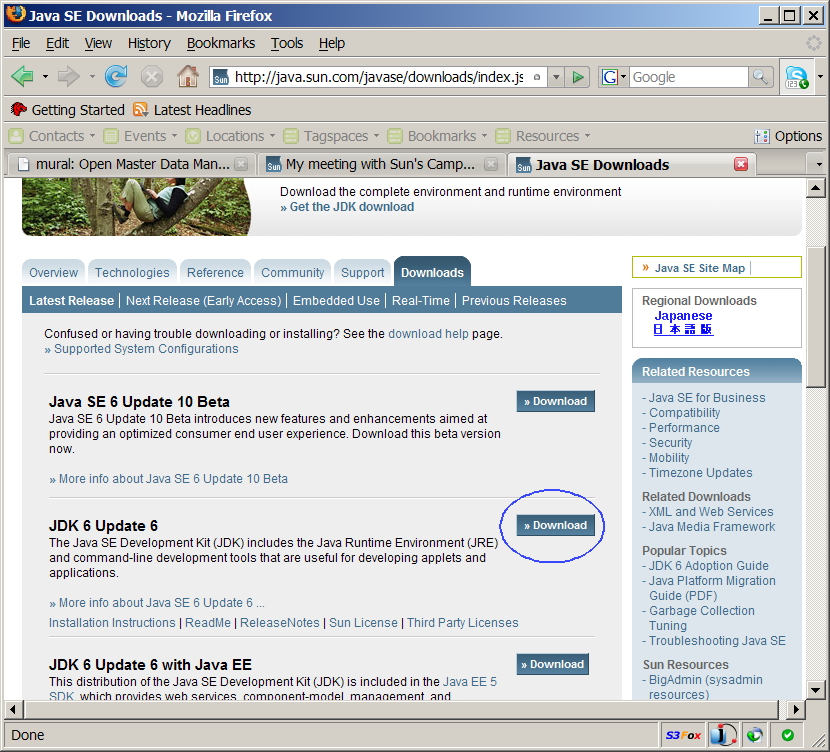 Java SE Downloads - Mozilla Firefox
File Edit View History Bookmarks Tools Help
Sun http://java.sun.com/javase/downloads/index.js G Google
Getting Started Latest Headlines
Contacts Events Locations Tagspaces Bookmarks Resources Options
mural: Open Master Data Man... Sun My meeting with Sun's Camp... Sun Java SE Downloads
Download the complete environment and runtime environment
» Get the JDK download
Overview Technologies Reference Community Support Downloads
Latest Release | Next Release (Early Access) | Embedded Use | Real-Time | Previous Releases
Confused or having trouble downloading or installing? See the download help page.
» Supported System Configurations
Java SE 6 Update 10 Beta
» Download
Java SE 6 Update 10 Beta introduces new features and enhancements aimed at
providing an optimized consumer end user experience. Download this beta version
now.
» More info about Java SE 6 Update 10 Beta
JDK 6 Update 6
» Download
The Java SE Development Kit (JDK) includes the Java Runtime Environment (JRE)
and command-line development tools that are useful for developing applets and
applications.
» More info about Java SE 6 Update 6 ...
Installation Instructions | ReadMe | ReleaseNotes | Sun License | Third Party Licenses
JDK 6 Update 6 with Java EE
» Download
This distribution of the Java SE Development Kit (JDK) is included in the Java EE 5
SDK, which provides web services, component-model, management, and
» Java SE Site Map |
Regional Downloads
Japanese
日本語版
Related Resources
- Java SE for Business
- Compatibility
- Performance
- Security
- Mobility
- Timezone Updates
Related Downloads
- XML and Web Services
- Java Media Framework
Popular Topics
- JDK 6 Adoption Guide
- Java Platform Migration
Guide (PDF)
- Garbage Collection
Tuning
- Troubleshooting Java SE
Sun Resources
- BigAdmin (sysadmin
resources)
Done S3Fox